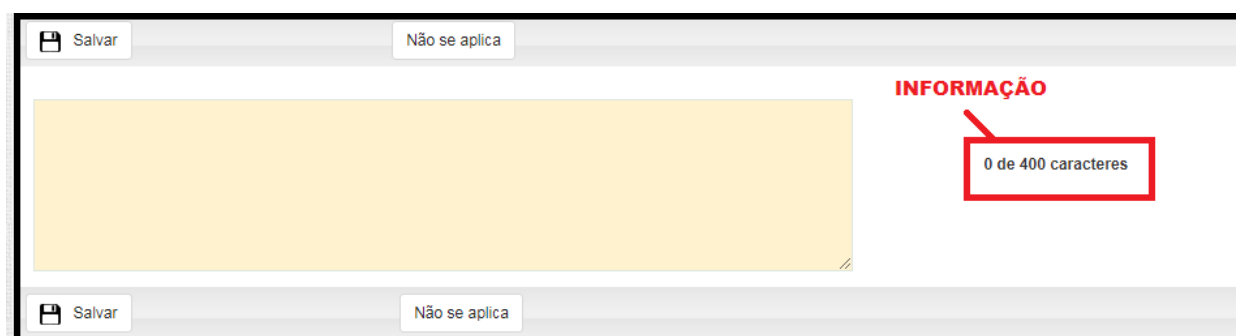 Salvar
Não se aplica
INFORMAÇÃO
0 de 400 caracteres
Salvar
Não se aplica